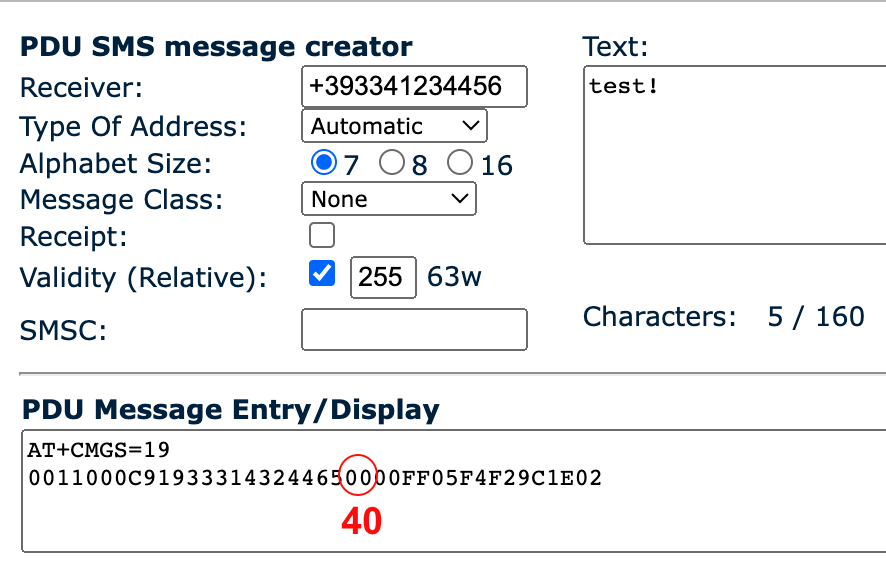 PDU SMS message creator
Text:
Receiver: +393341234456
test!
Type Of Address: Automatic
Alphabet Size: 7 8 16
Message Class: None
Receipt:
Validity (Relative): 255 63w
SMSC:
Characters: 5 / 160
PDU Message Entry/Display
AT+CMGS=19
0011000C919333143244650000FF05F4F29C1E02
40